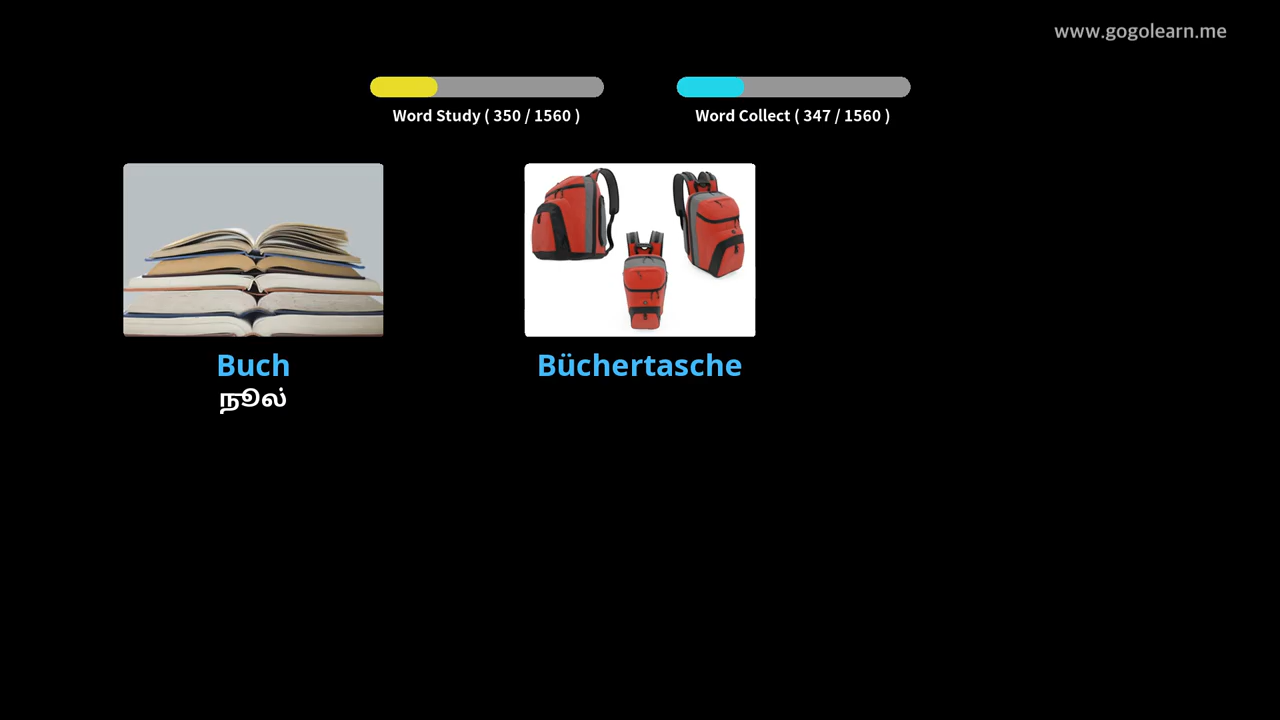 www.gogolearn.me
Word Study ( 350 / 1560 )
Word Collect ( 347 / 1560 )
Buch
நூல்
Büchertasche